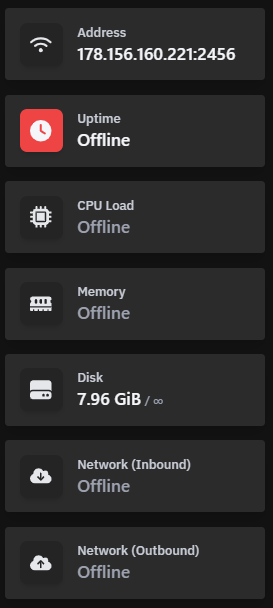 Address
178.156.160.221:2456
Uptime
Offline
CPU Load
Offline
Memory
Offline
Disk
7.96 GiB / ∞
Network (Inbound)
Offline
Network (Outbound)
Offline